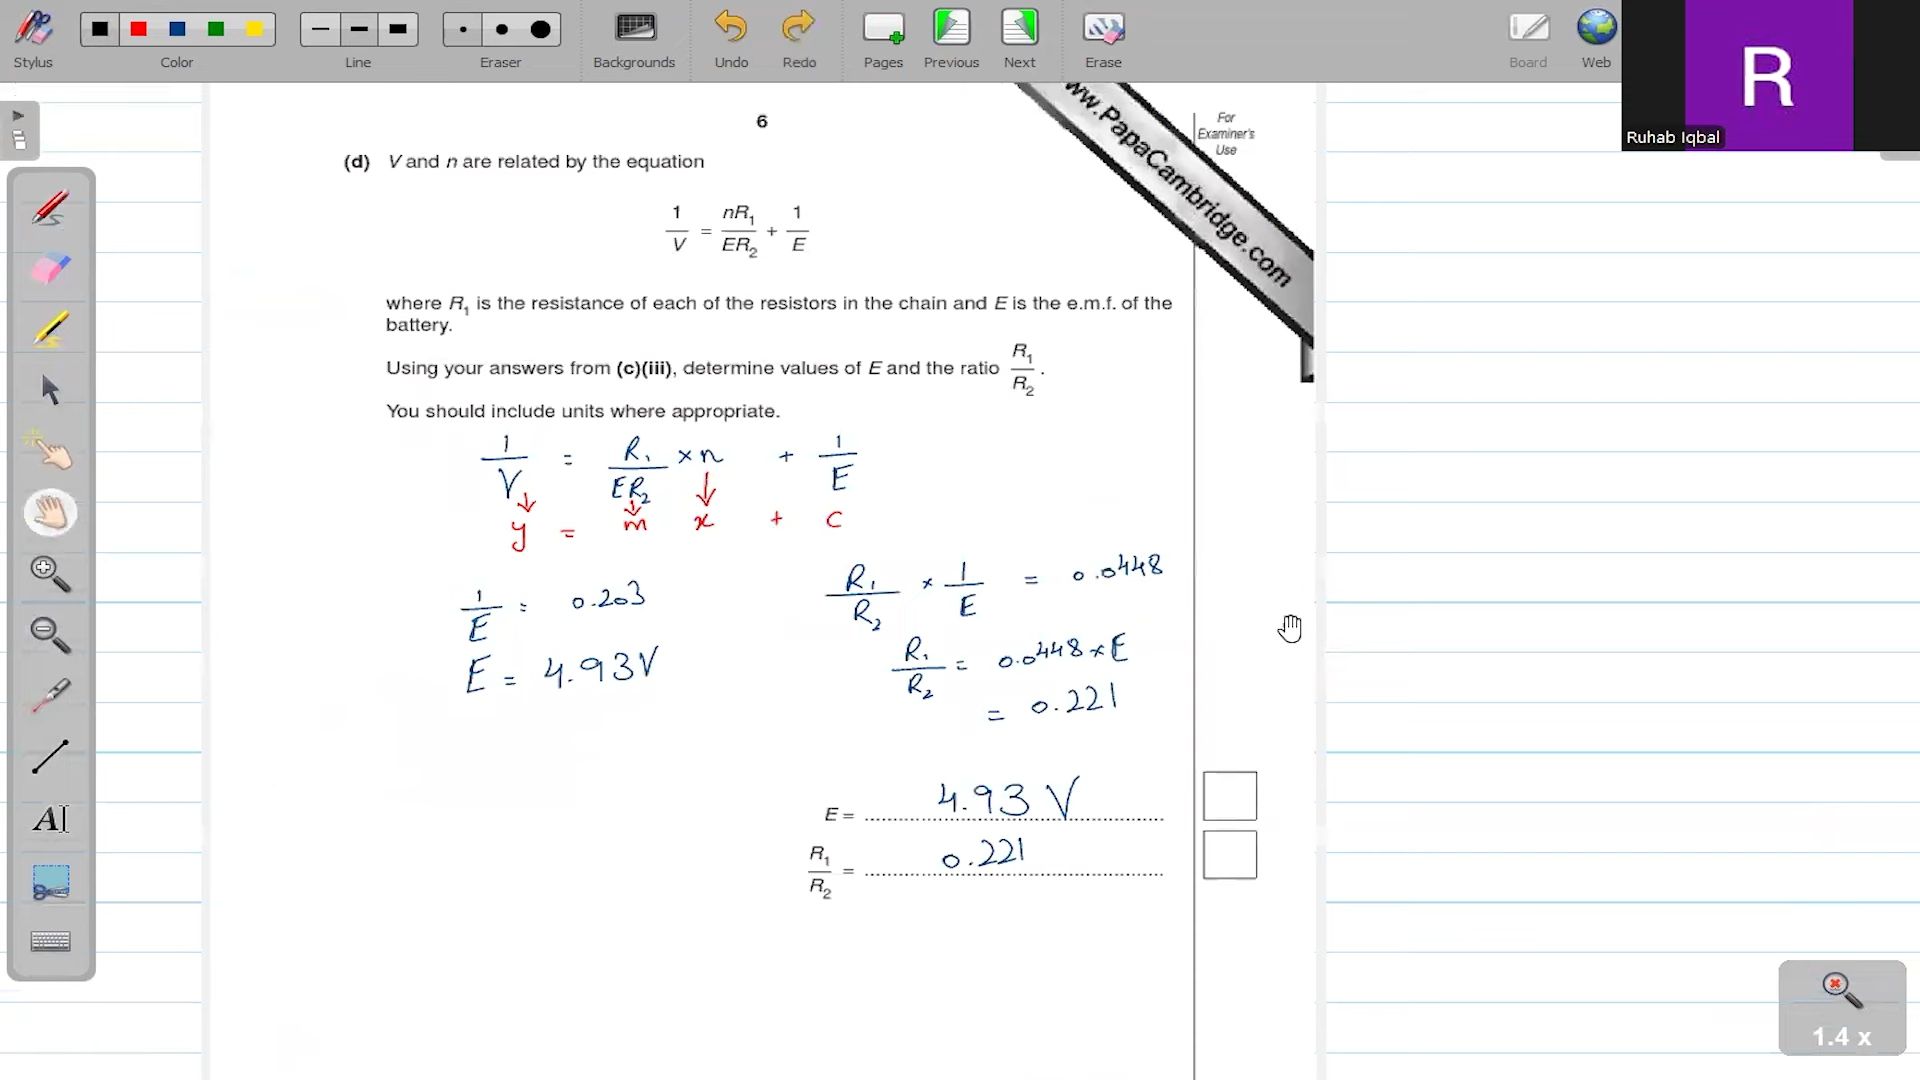 Stylus Color Line Eraser Backgrounds Undo Redo Pages Previous Next Erase Board Web
R
Ruhab Iqbal
6
For
Examiner's
Use
ww.PapaCambridge.com
(d) V and n are related by the equation
1/V = nR₁/ER₂ + 1/E
where R₁ is the resistance of each of the resistors in the chain and E is the e.m.f. of the
battery.
Using your answers from (c)(iii), determine values of E and the ratio R₁/R₂.
You should include units where appropriate.
1/V = R₁/ER₂ × n + 1/E
y = m x + c
1/E = 0.203
E = 4.93V
R₁/R₂ × 1/E = 0.0448
R₁/R₂ = 0.0448 × E
= 0.221
E = 4.93 V
R₁/R₂ = 0.221
AI
1.4 x